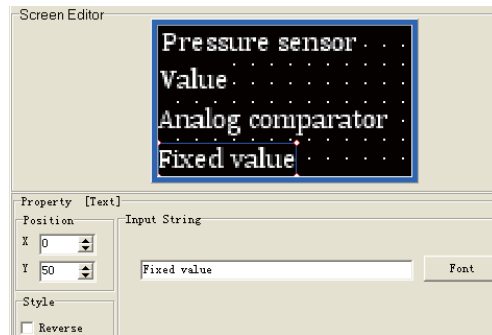 Screen Editor
Pressure sensor
Value
Analog comparator
Fixed value
Property [Text]
Position
X 0
Y 50
Input String
Fixed value
Font
Style
Reverse